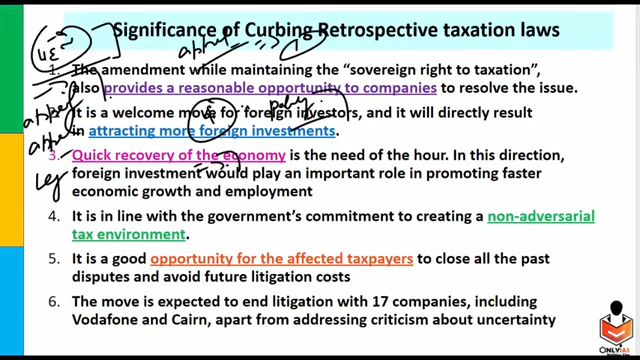 Significance of Curbing Retrospective taxation laws
1. The amendment while maintaining the “sovereign right to taxation”,
also provides a reasonable opportunity to companies to resolve the issue.
2. It is a welcome move for foreign investors, and it will directly result
in attracting more foreign investments.
3. Quick recovery of the economy is the need of the hour. In this direction,
foreign investment would play an important role in promoting faster
economic growth and employment
4. It is in line with the government’s commitment to creating a non-adversarial
tax environment.
5. It is a good opportunity for the affected taxpayers to close all the past
disputes and avoid future litigation costs
6. The move is expected to end litigation with 17 companies, including
Vodafone and Cairn, apart from addressing criticism about uncertainty
policy
ONLYIAS